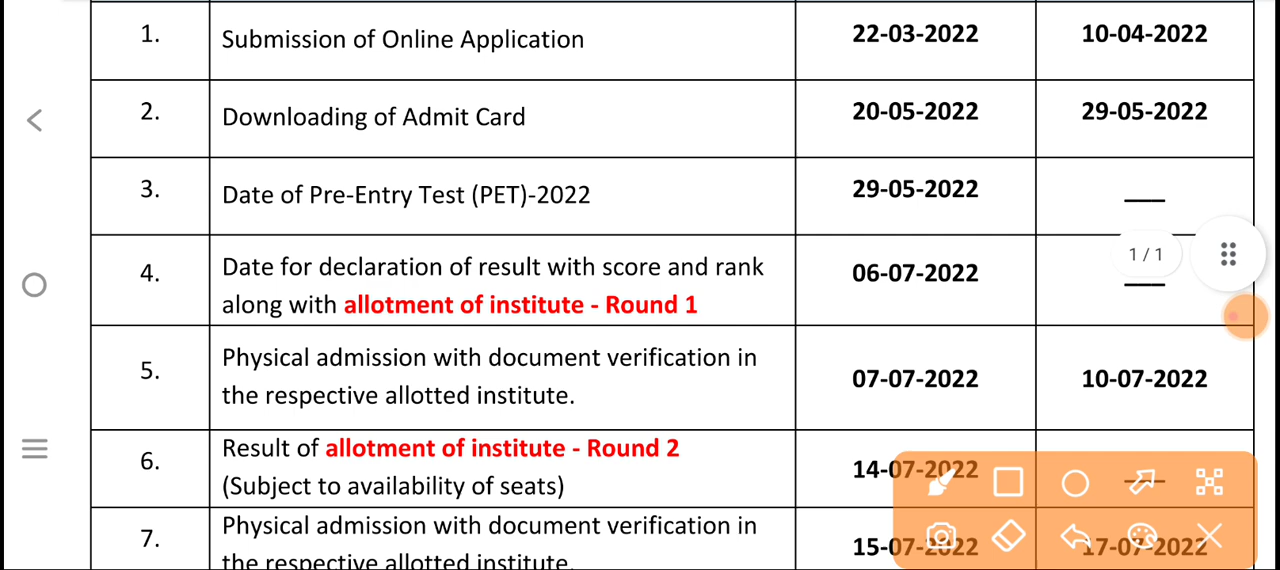 1. Submission of Online Application 22-03-2022 10-04-2022
2. Downloading of Admit Card 20-05-2022 29-05-2022
3. Date of Pre-Entry Test (PET)-2022 29-05-2022 —
4. Date for declaration of result with score and rank 06-07-2022 —
along with allotment of institute - Round 1
1 / 1
5. Physical admission with document verification in 07-07-2022 10-07-2022
the respective allotted institute.
6. Result of allotment of institute - Round 2 14-07-2022 —
(Subject to availability of seats)
7. Physical admission with document verification in 15-07-2022 17-07-2022
the respective allotted institute.